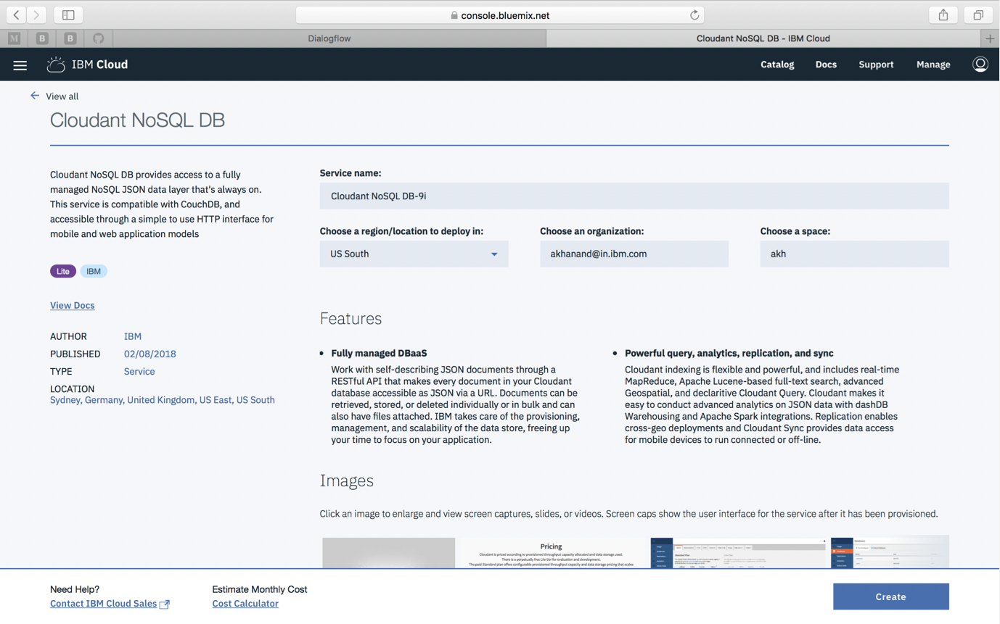 console.bluemix.net
M
B
B
Dialogflow
Cloudant NoSQL DB - IBM Cloud
IBM Cloud
Catalog
Docs
Support
Manage
View all
Cloudant NoSQL DB
Cloudant NoSQL DB provides access to a fully
managed NoSQL JSON data layer that's always on.
This service is compatible with CouchDB, and
accessible through a simple to use HTTP interface for
mobile and web application models
Lite
IBM
View Docs
AUTHOR IBM
PUBLISHED 02/08/2018
TYPE Service
LOCATION
Sydney, Germany, United Kingdom, US East, US South
Service name:
Cloudant NoSQL DB-9i
Choose a region/location to deploy in:
US South
Choose an organization:
akhanand@in.ibm.com
Choose a space:
akh
Features
Fully managed DBaaS
Work with self-describing JSON documents through a
RESTful API that makes every document in your Cloudant
database accessible as JSON via a URL. Documents can be
retrieved, stored, or deleted individually or in bulk and can
also have files attached. IBM takes care of the provisioning,
management, and scalability of the data store, freeing up
your time to focus on your application.
Powerful query, analytics, replication, and sync
Cloudant indexing is flexible and powerful, and includes real-time
MapReduce, Apache Lucene-based full-text search, advanced
Geospatial, and declaritive Cloudant Query. Cloudant makes it
easy to conduct advanced analytics on JSON data with dashDB
Warehousing and Apache Spark integrations. Replication enables
cross-geo deployments and Cloudant Sync provides data access
for mobile devices to run connected or off-line.
Images
Click an image to enlarge and view screen captures, slides, or videos. Screen caps show the user interface for the service after it has been provisioned.
Pricing
Cloudant is priced according to provisioned throughput capacity allocated and data storage used.
There is a perpetually free Lite tier for evaluation and development.
The paid Standard plan offers configurable provisioned throughput capacity and data storage pricing that scales
Standard Plan
Databases
Need Help?
Contact IBM Cloud Sales
Estimate Monthly Cost
Cost Calculator
Create